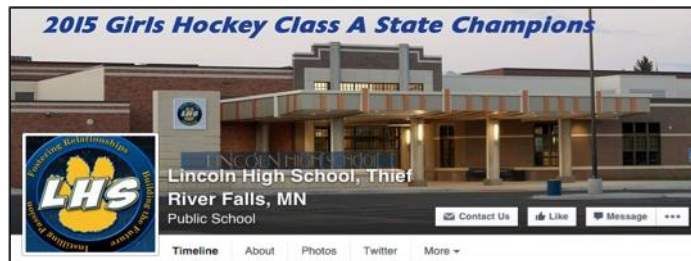 2015 Girls Hockey Class A State Champions
LINCOLN HIGH SCHOOL
Fostering Relationships
Building the Future
Instilling Passion
LHS
Lincoln High School, Thief
River Falls, MN
Public School
Contact Us
Like
Message
Timeline About Photos Twitter More